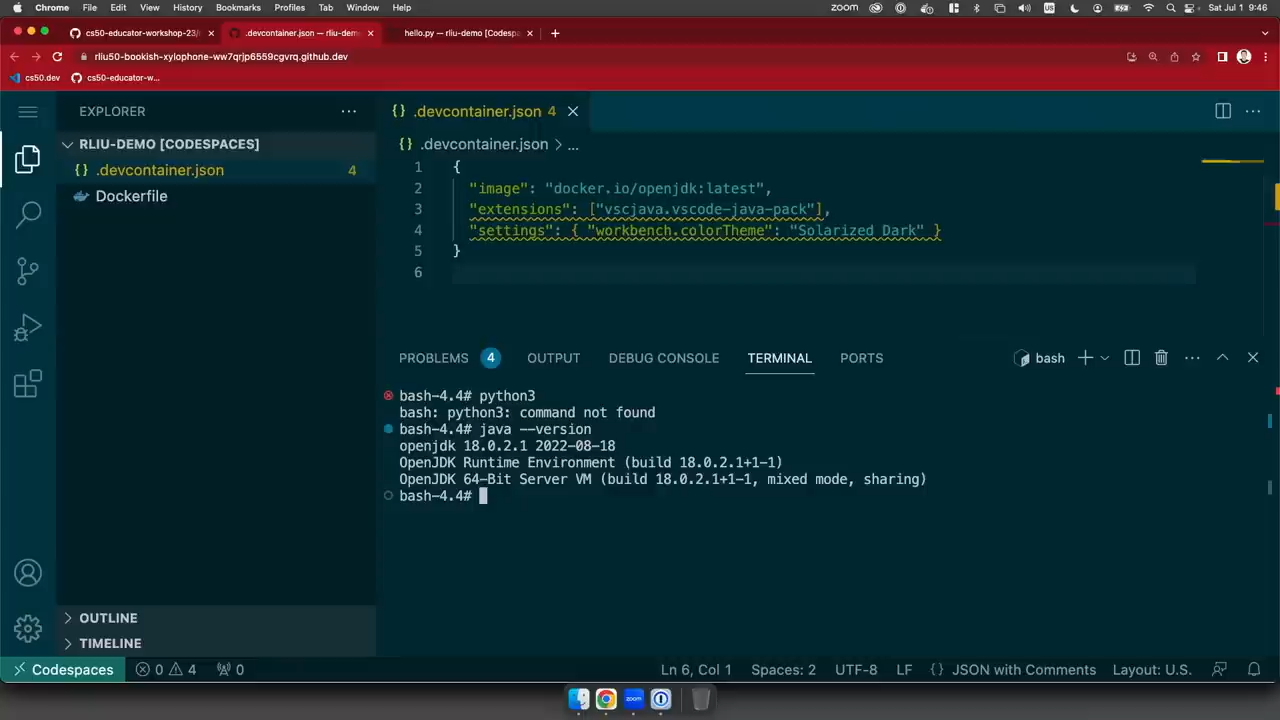 Chrome File Edit View History Bookmarks Profiles Tab Window Help zoom US Sat Jul 1 9:46
cs50-educator-workshop-23/ .devcontainer.json — rliu-dem hello.py — rliu-demo [Codespa
rliu50-bookish-xylophone-ww7qrjp6559cgvrq.github.dev
cs50.dev cs50-educator-w...
EXPLORER
RLIU-DEMO [CODESPACES]
{} .devcontainer.json 4
Dockerfile
{} .devcontainer.json 4
{} .devcontainer.json > ...
1 {
2 "image": "docker.io/openjdk:latest",
3 "extensions": ["vscjava.vscode-java-pack"],
4 "settings": { "workbench.colorTheme": "Solarized Dark" }
5 }
6
PROBLEMS 4 OUTPUT DEBUG CONSOLE TERMINAL PORTS bash
bash-4.4# python3
bash: python3: command not found
bash-4.4# java --version
openjdk 18.0.2.1 2022-08-18
OpenJDK Runtime Environment (build 18.0.2.1+1-1)
OpenJDK 64-Bit Server VM (build 18.0.2.1+1-1, mixed mode, sharing)
bash-4.4#
OUTLINE
TIMELINE
Codespaces 0 4 0 Ln 6, Col 1 Spaces: 2 UTF-8 LF {} JSON with Comments Layout: U.S.
zoom